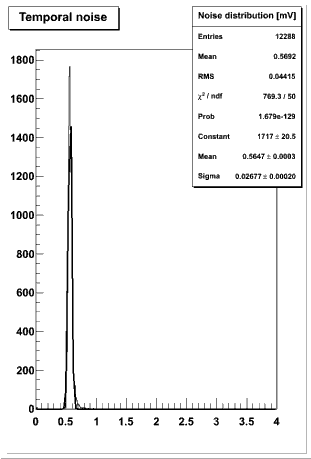 Temporal noise
Noise distribution [mV]
Entries 12288
Mean 0.5692
RMS 0.04415
χ² / ndf 769.3 / 50
Prob 1.679e-129
Constant 1717 ± 20.5
Mean 0.5647 ± 0.0003
Sigma 0.02677 ± 0.00020
1800
1600
1400
1200
1000
800
600
400
200
0
0 0.5 1 1.5 2 2.5 3 3.5 4